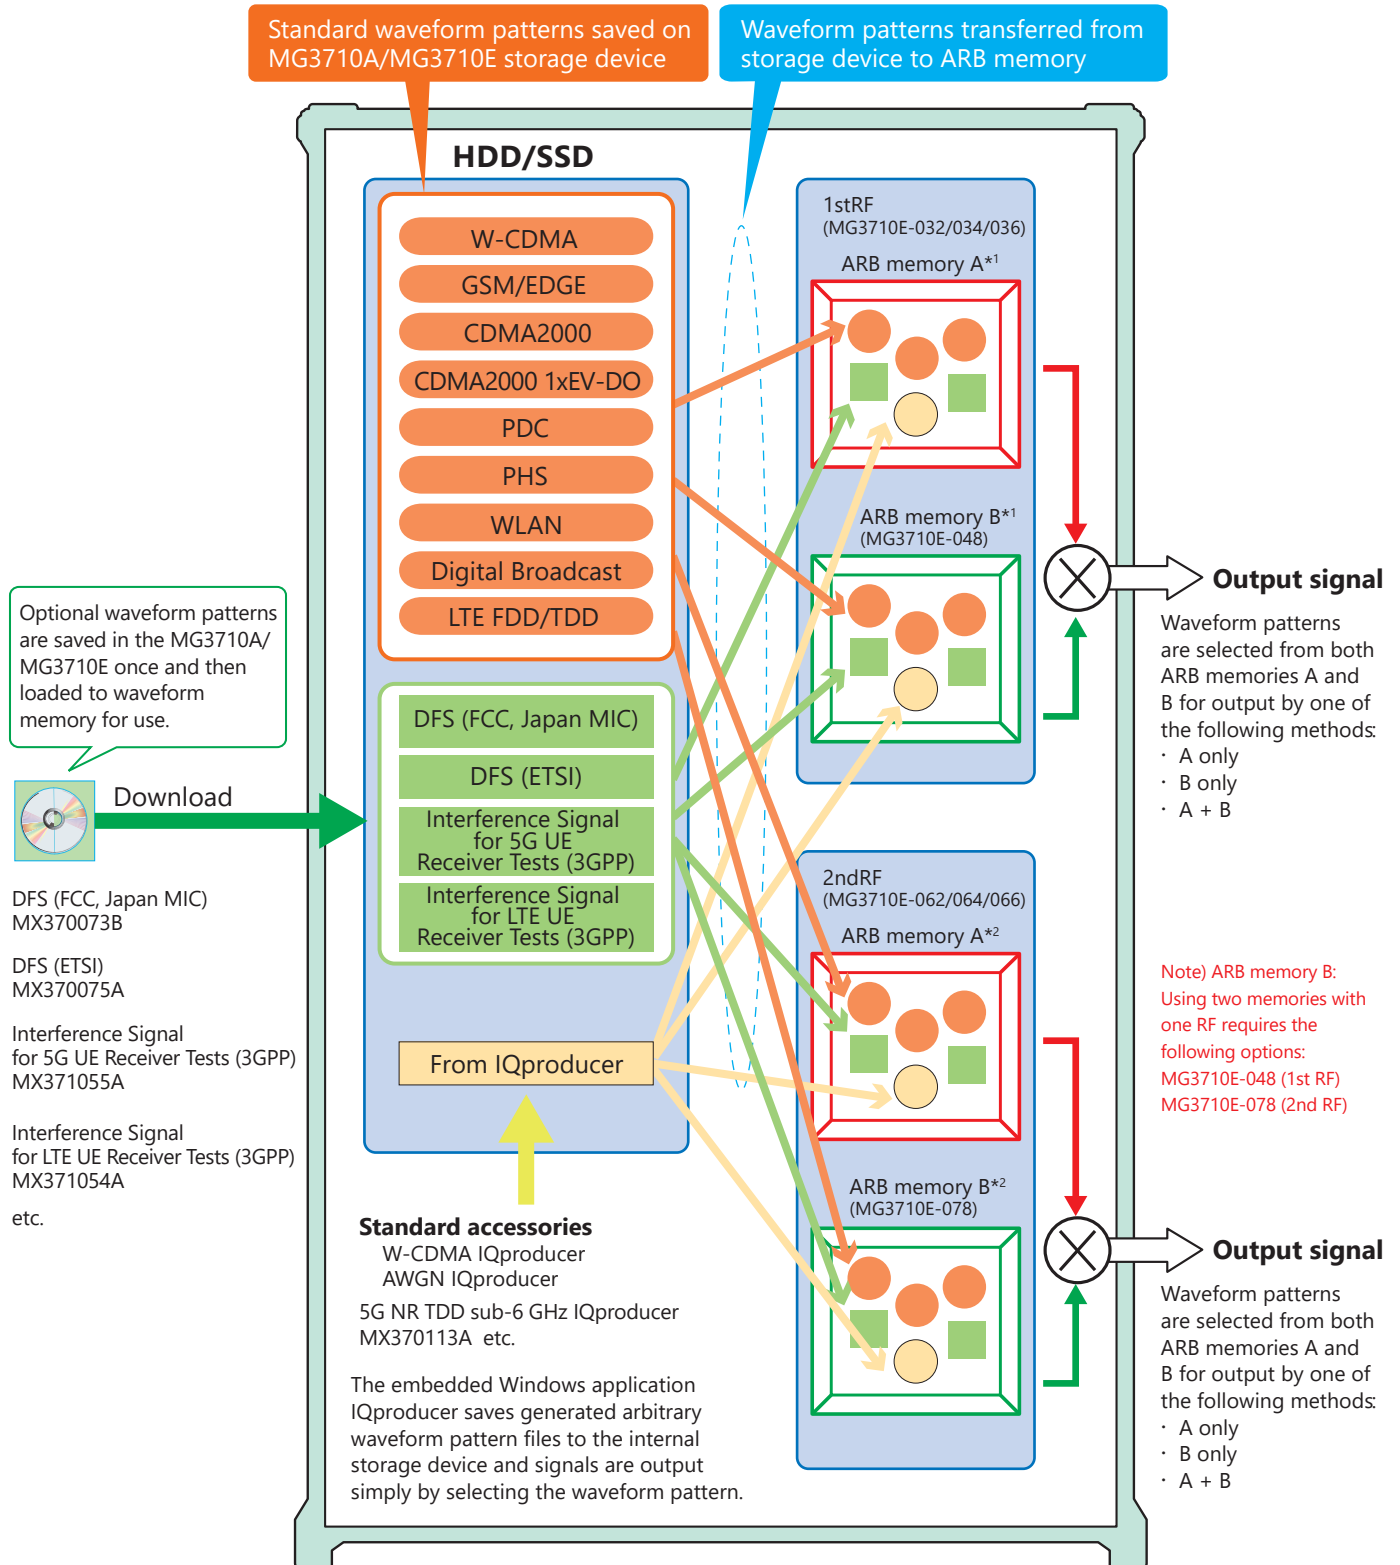 Standard waveform patterns saved on
MG3710A/MG3710E storage device
Waveform patterns transferred from
storage device to ARB memory
HDD/SSD
W-CDMA
GSM/EDGE
CDMA2000
CDMA2000 1xEV-DO
PDC
PHS
WLAN
Digital Broadcast
LTE FDD/TDD
DFS (FCC, Japan MIC)
DFS (ETSI)
Interference Signal
for 5G UE
Receiver Tests (3GPP)
Interference Signal
for LTE UE
Receiver Tests (3GPP)
From IQproducer
Optional waveform patterns
are saved in the MG3710A/
MG3710E once and then
loaded to waveform
memory for use.
Download
DFS (FCC, Japan MIC)
MX370073B
DFS (ETSI)
MX370075A
Interference Signal
for 5G UE Receiver Tests (3GPP)
MX371055A
Interference Signal
for LTE UE Receiver Tests (3GPP)
MX371054A
etc.
Standard accessories
W-CDMA IQproducer
AWGN IQproducer
5G NR TDD sub-6 GHz IQproducer
MX370113A etc.
The embedded Windows application
IQproducer saves generated arbitrary
waveform pattern files to the internal
storage device and signals are output
simply by selecting the waveform pattern.
1stRF
(MG3710E-032/034/036)
ARB memory A*1
ARB memory B*1
(MG3710E-048)
Output signal
Waveform patterns
are selected from both
ARB memories A and
B for output by one of
the following methods:
· A only
· B only
· A + B
2ndRF
(MG3710E-062/064/066)
ARB memory A*2
ARB memory B*2
(MG3710E-078)
Note) ARB memory B:
Using two memories with
one RF requires the
following options:
MG3710E-048 (1st RF)
MG3710E-078 (2nd RF)
Output signal
Waveform patterns
are selected from both
ARB memories A and
B for output by one of
the following methods:
· A only
· B only
· A + B